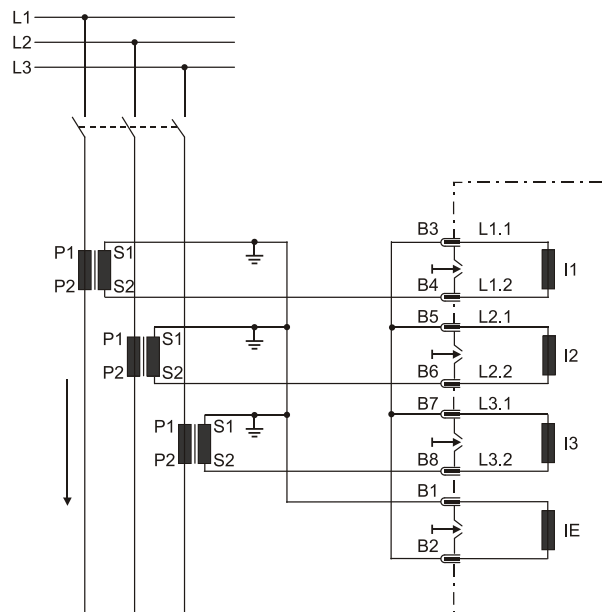 L1
L2
L3
B3 L1.1
P1 S1
I1
P2 S2
B4 L1.2
B5 L2.1
P1 S1
I2
P2 S2
B6 L2.2
B7 L3.1
P1 S1
I3
P2 S2
B8 L3.2
B1
IE
B2